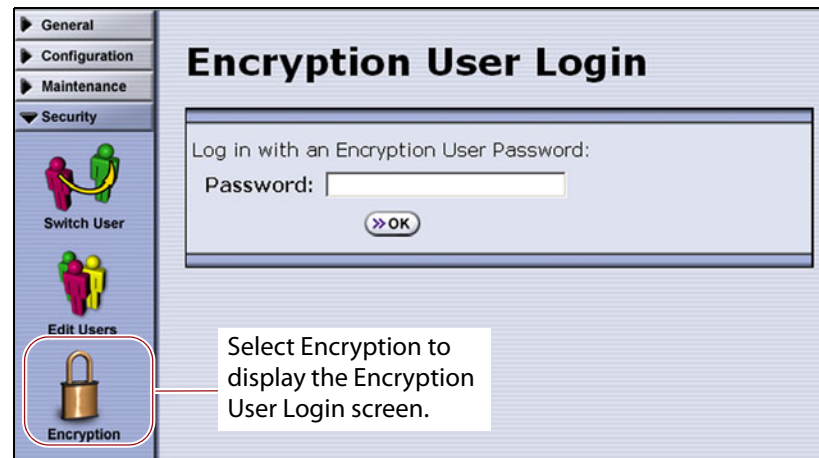 General
Configuration
Maintenance
Security
Switch User
Edit Users
Encryption
Encryption User Login
Log in with an Encryption User Password:
Password:
»OK
Select Encryption to
display the Encryption
User Login screen.